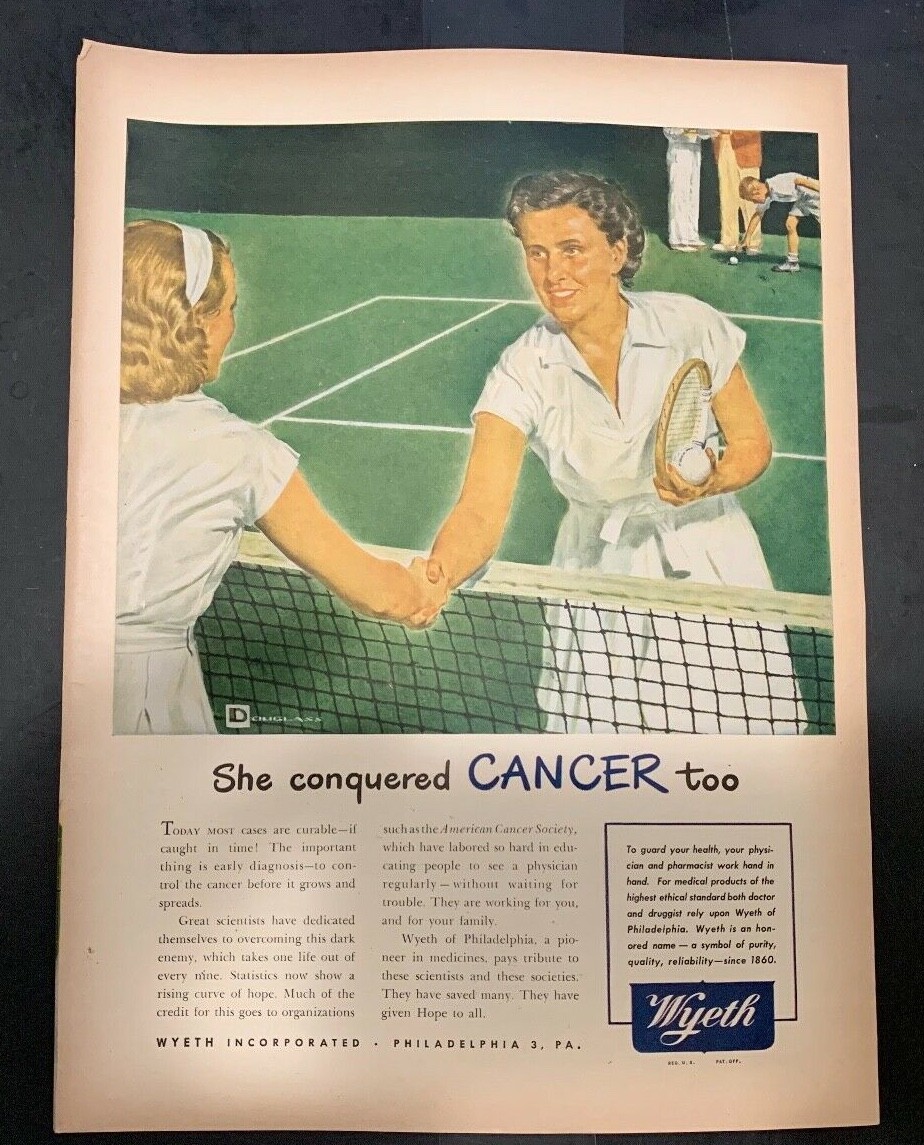 DOUGLASS
She conquered CANCER too
TODAY MOST cases are curable—if
caught in time! The important
thing is early diagnosis—to con-
trol the cancer before it grows and
spreads.
Great scientists have dedicated
themselves to overcoming this dark
enemy, which takes one life out of
every nine. Statistics now show a
rising curve of hope. Much of the
credit for this goes to organizations
such as the American Cancer Society,
which have labored so hard in edu-
cating people to see a physician
regularly—without waiting for
trouble. They are working for you,
and for your family.
Wyeth of Philadelphia, a pio-
neer in medicines, pays tribute to
these scientists and these societies.
They have saved many. They have
given Hope to all.
To guard your health, your physi-
cian and pharmacist work hand in
hand. For medical products of the
highest ethical standard both doctor
and druggist rely upon Wyeth of
Philadelphia. Wyeth is an hon-
ored name — a symbol of purity,
quality, reliability—since 1860.
Wyeth
REG. U. S. PAT. OFF.
WYETH INCORPORATED · PHILADELPHIA 3, PA.